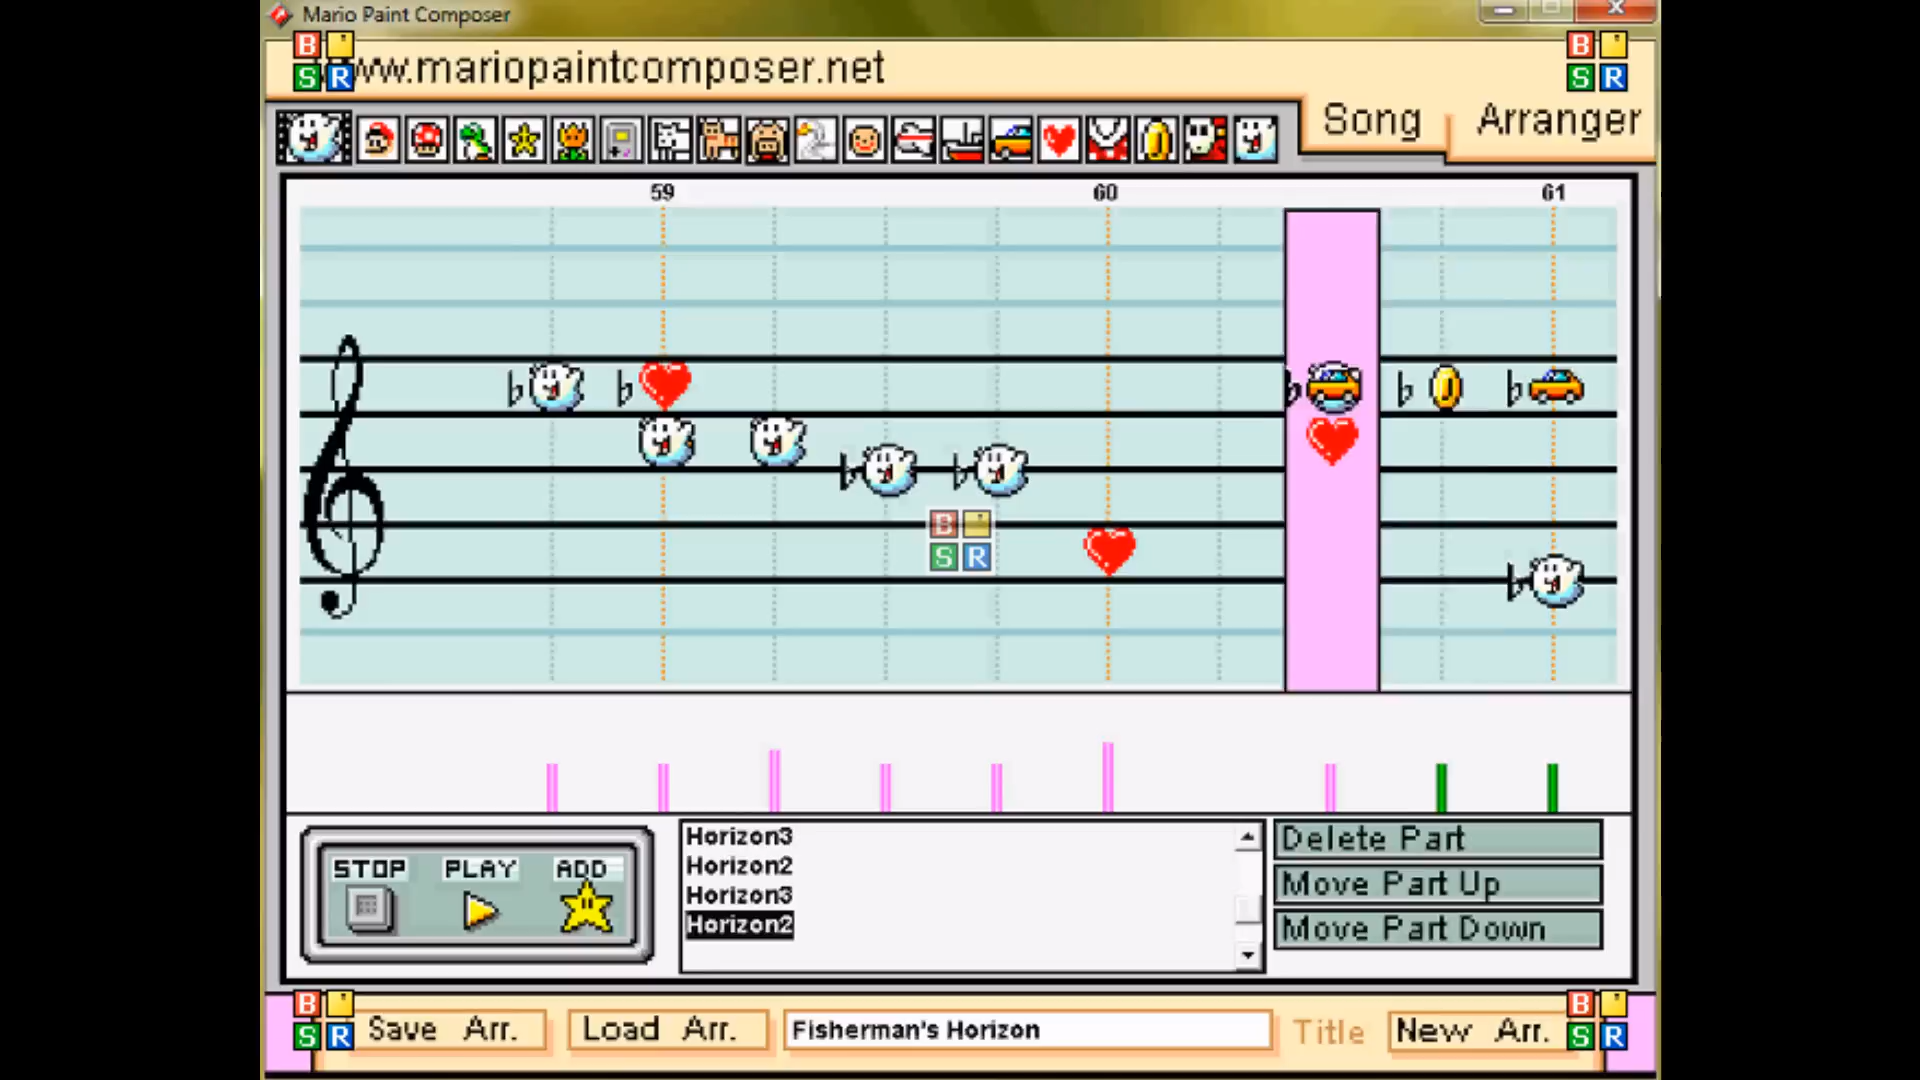 Mario Paint Composer
B '
S R
www.mariopaintcomposer.net
B '
S R
Song
Arranger
59
60
61
B '
S R
STOP
PLAY
ADD
Horizon3
Horizon2
Horizon3
Horizon2
Delete Part
Move Part Up
Move Part Down
B '
S R
Save Arr.
Load Arr.
Fisherman's Horizon
Title
New Arr.
B '
S R